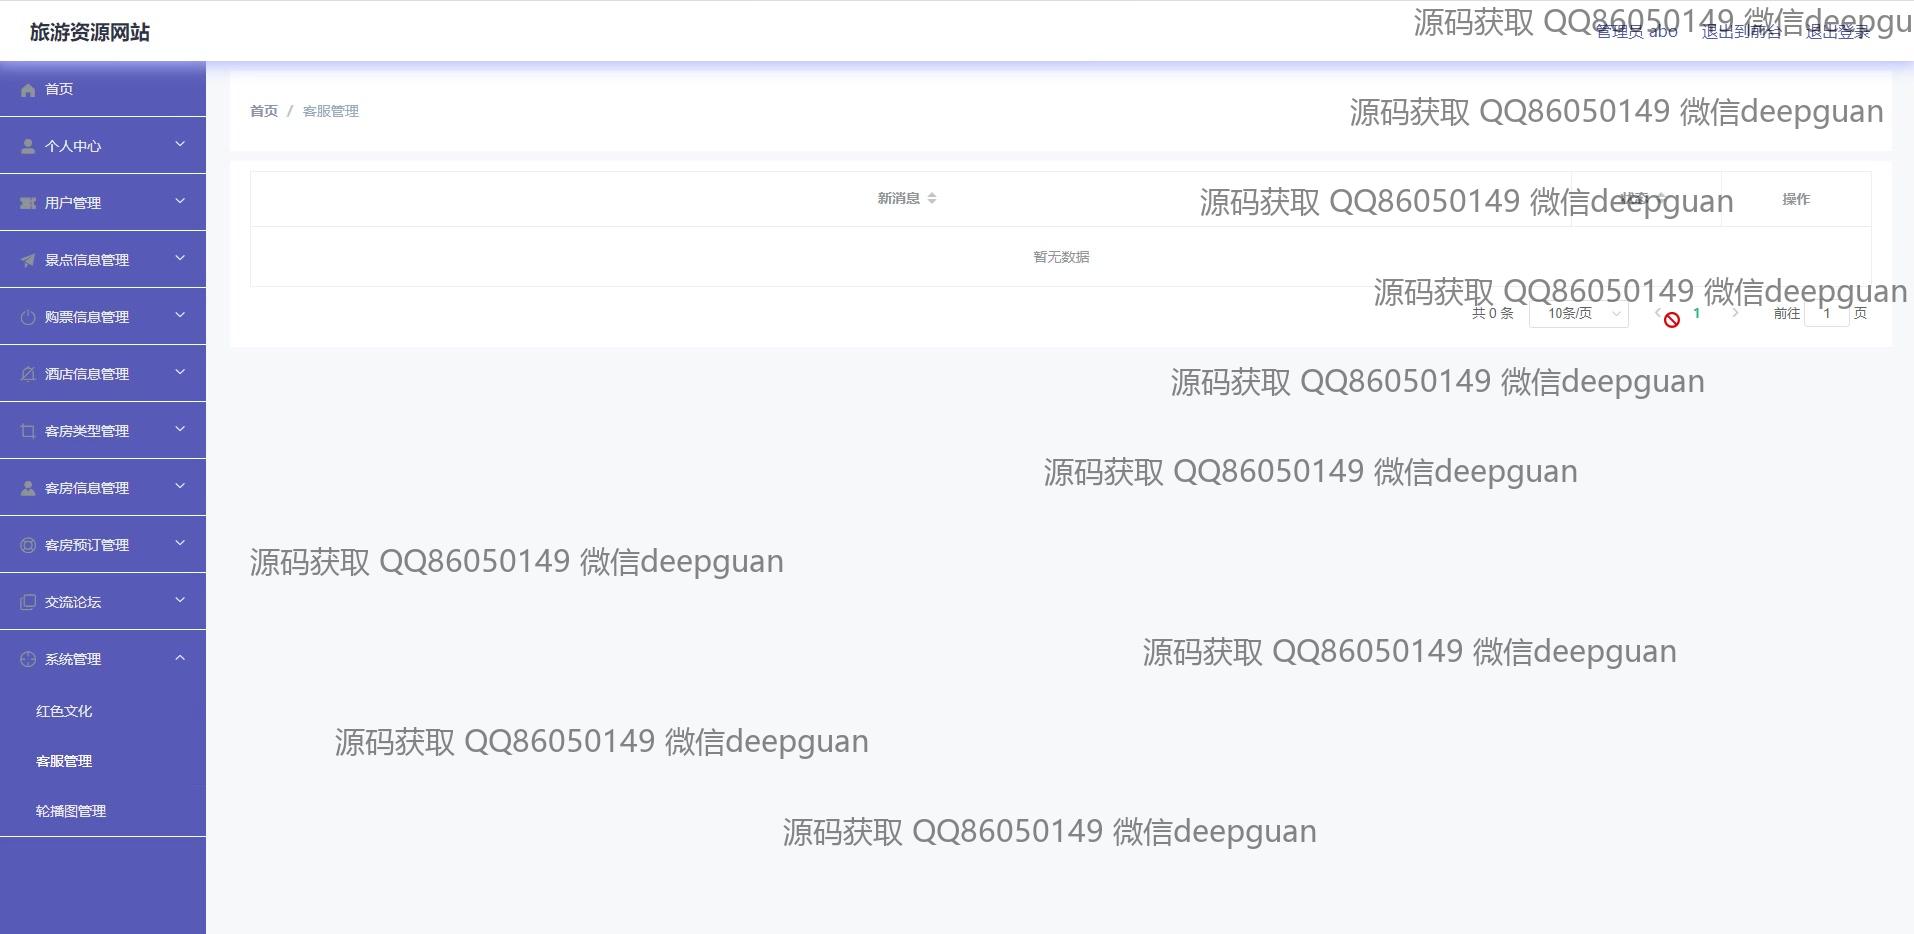 旅游资源网站
源码获取 QQ86050149 微信deepgu
管理员 abo 退出到前台 退出登录
首页
个人中心
用户管理
景点信息管理
购票信息管理
酒店信息管理
客房类型管理
客房信息管理
客房预订管理
交流论坛
系统管理
红色文化
客服管理
轮播图管理
首页 / 客服管理
源码获取 QQ86050149 微信deepguan
新消息 状态 操作
源码获取 QQ86050149 微信deepguan
暂无数据
源码获取 QQ86050149 微信deepguan
共 0 条 10条/页 1 前往 1 页
源码获取 QQ86050149 微信deepguan
源码获取 QQ86050149 微信deepguan
源码获取 QQ86050149 微信deepguan
源码获取 QQ86050149 微信deepguan
源码获取 QQ86050149 微信deepguan
源码获取 QQ86050149 微信deepguan